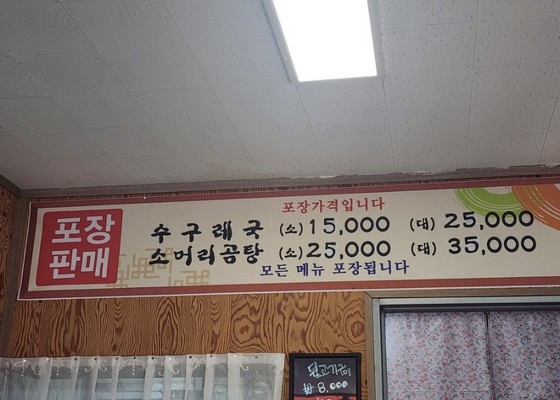 포장
판매
포장가격입니다
수구레국 (소) 15,000 (대) 25,000
소머리곰탕 (소) 25,000 (대) 35,000
모든 메뉴 포장됩니다
₩ 8,000